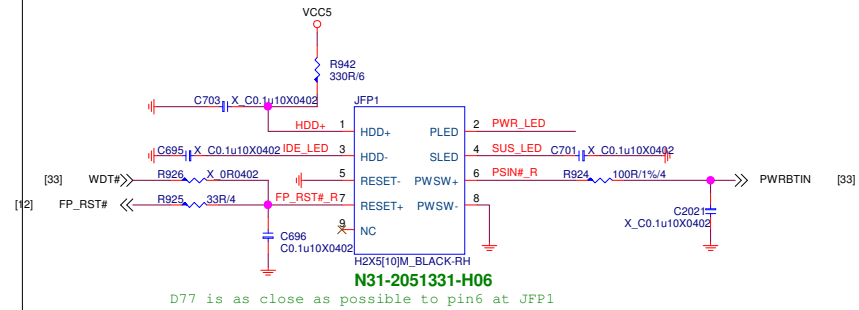 VCC5
R942
330R/6
C703 X_C0.1u10X0402
JFP1
HDD+ 1 HDD+ PLED 2 PWR_LED
C695 X_C0.1u10X0402 IDE_LED 3 HDD- SLED 4 SUS_LED C701 X_C0.1u10X0402
[33] WDT# R926 X_0R0402 5 RESET- PWSW+ 6 PSIN#_R R924 100R/1%/4 PWRBTIN [33]
[12] FP_RST# R925 33R/4 FP_RST#_R 7 RESET+ PWSW- 8
C2021
X_C0.1u10X0402
9 NC
C696
C0.1u10X0402
H2X5[10]M_BLACK-RH
N31-2051331-H06
D77 is as close as possible to pin6 at JFP1